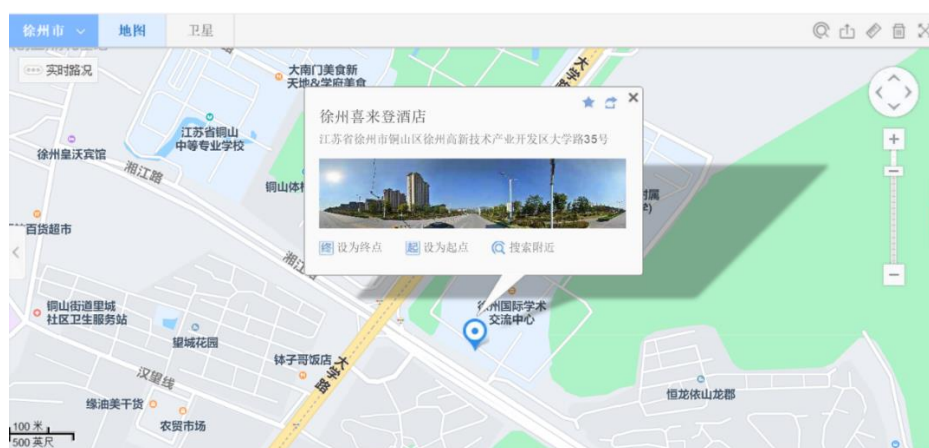 徐州市
地图
卫星
实时路况
大南门美食新
天地&学府美食
大学路
徐州喜来登酒店
江苏省徐州市铜山区徐州高新技术产业开发区大学路35号
江苏省铜山
中等专业学校
徐州皇沃宾馆
湘江路
百货超市
终 设为终点
起 设为起点
搜索附近
铜山街道里城
社区卫生服务站
望城花园
徐州国际学术
交流中心
钵子哥饭店
大学路
汉星线
恒龙依山龙郡
缘油美干货
农贸市场
100 米
500 英尺